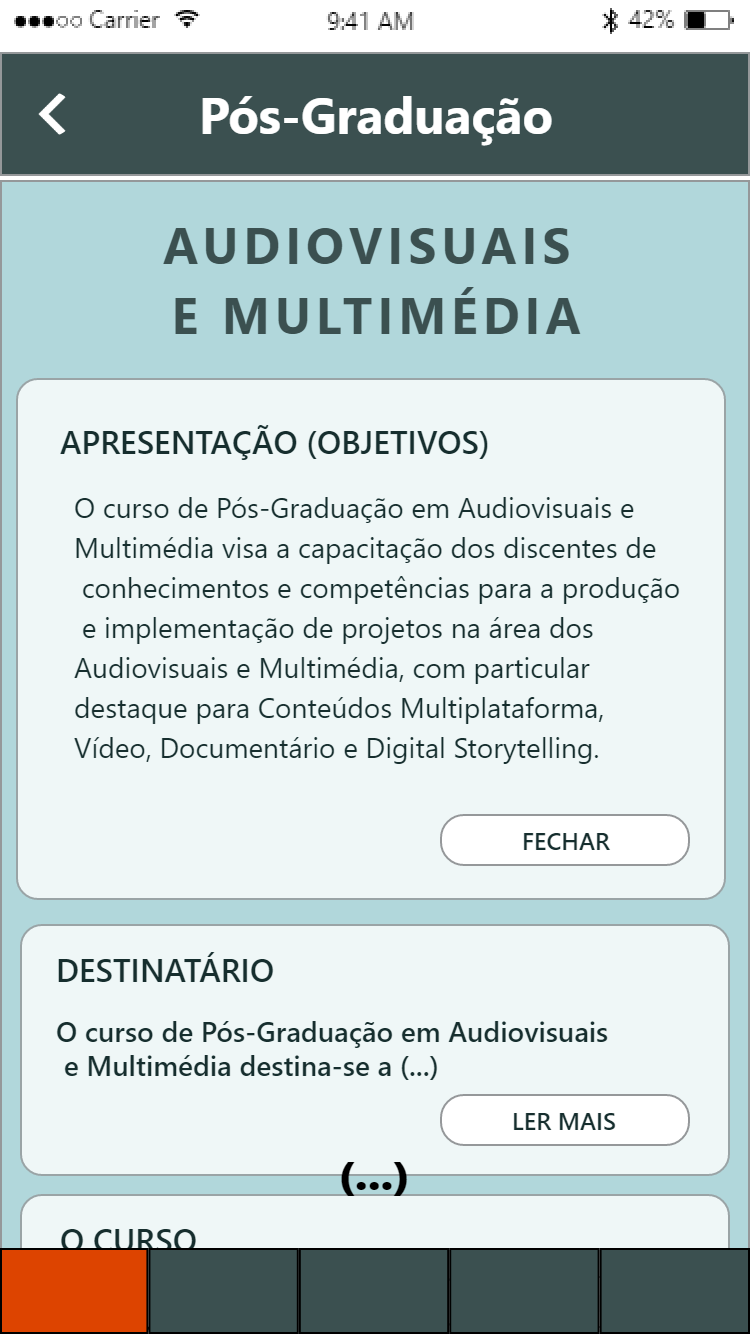 Carrier
9:41 AM
42%
Pós-Graduação
AUDIOVISUAIS
E MULTIMÉDIA
APRESENTAÇÃO (OBJETIVOS)
O curso de Pós-Graduação em Audiovisuais e
Multimédia visa a capacitação dos discentes de
conhecimentos e competências para a produção
e implementação de projetos na área dos
Audiovisuais e Multimédia, com particular
destaque para Conteúdos Multiplataforma,
Vídeo, Documentário e Digital Storytelling.
FECHAR
DESTINATÁRIO
O curso de Pós-Graduação em Audiovisuais
e Multimédia destina-se a (...)
LER MAIS
(...)
O CURSO